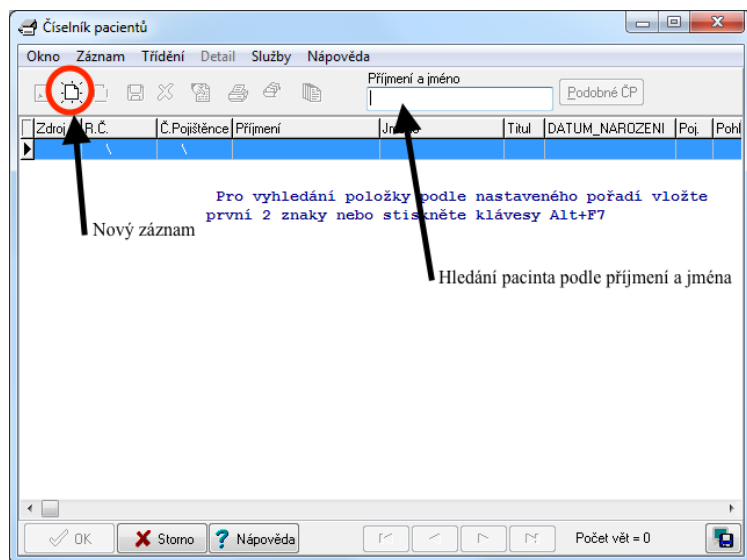 Číselník pacientů
Okno Záznam Třídění Detail Služby Nápověda
Příjmení a jméno
Podobné ČP
Zdroj R.Č. Č.Pojištěnce Příjmení Titul DATUM_NAROZENI Poj. Pohl
\ \
Pro vyhledání položky podle nastaveného pořadí vložte
první 2 znaky nebo stiskněte klávesy Alt+F7
Nový záznam
Hledání pacinta podle příjmení a jména
OK Storno Nápověda Počet vět = 0